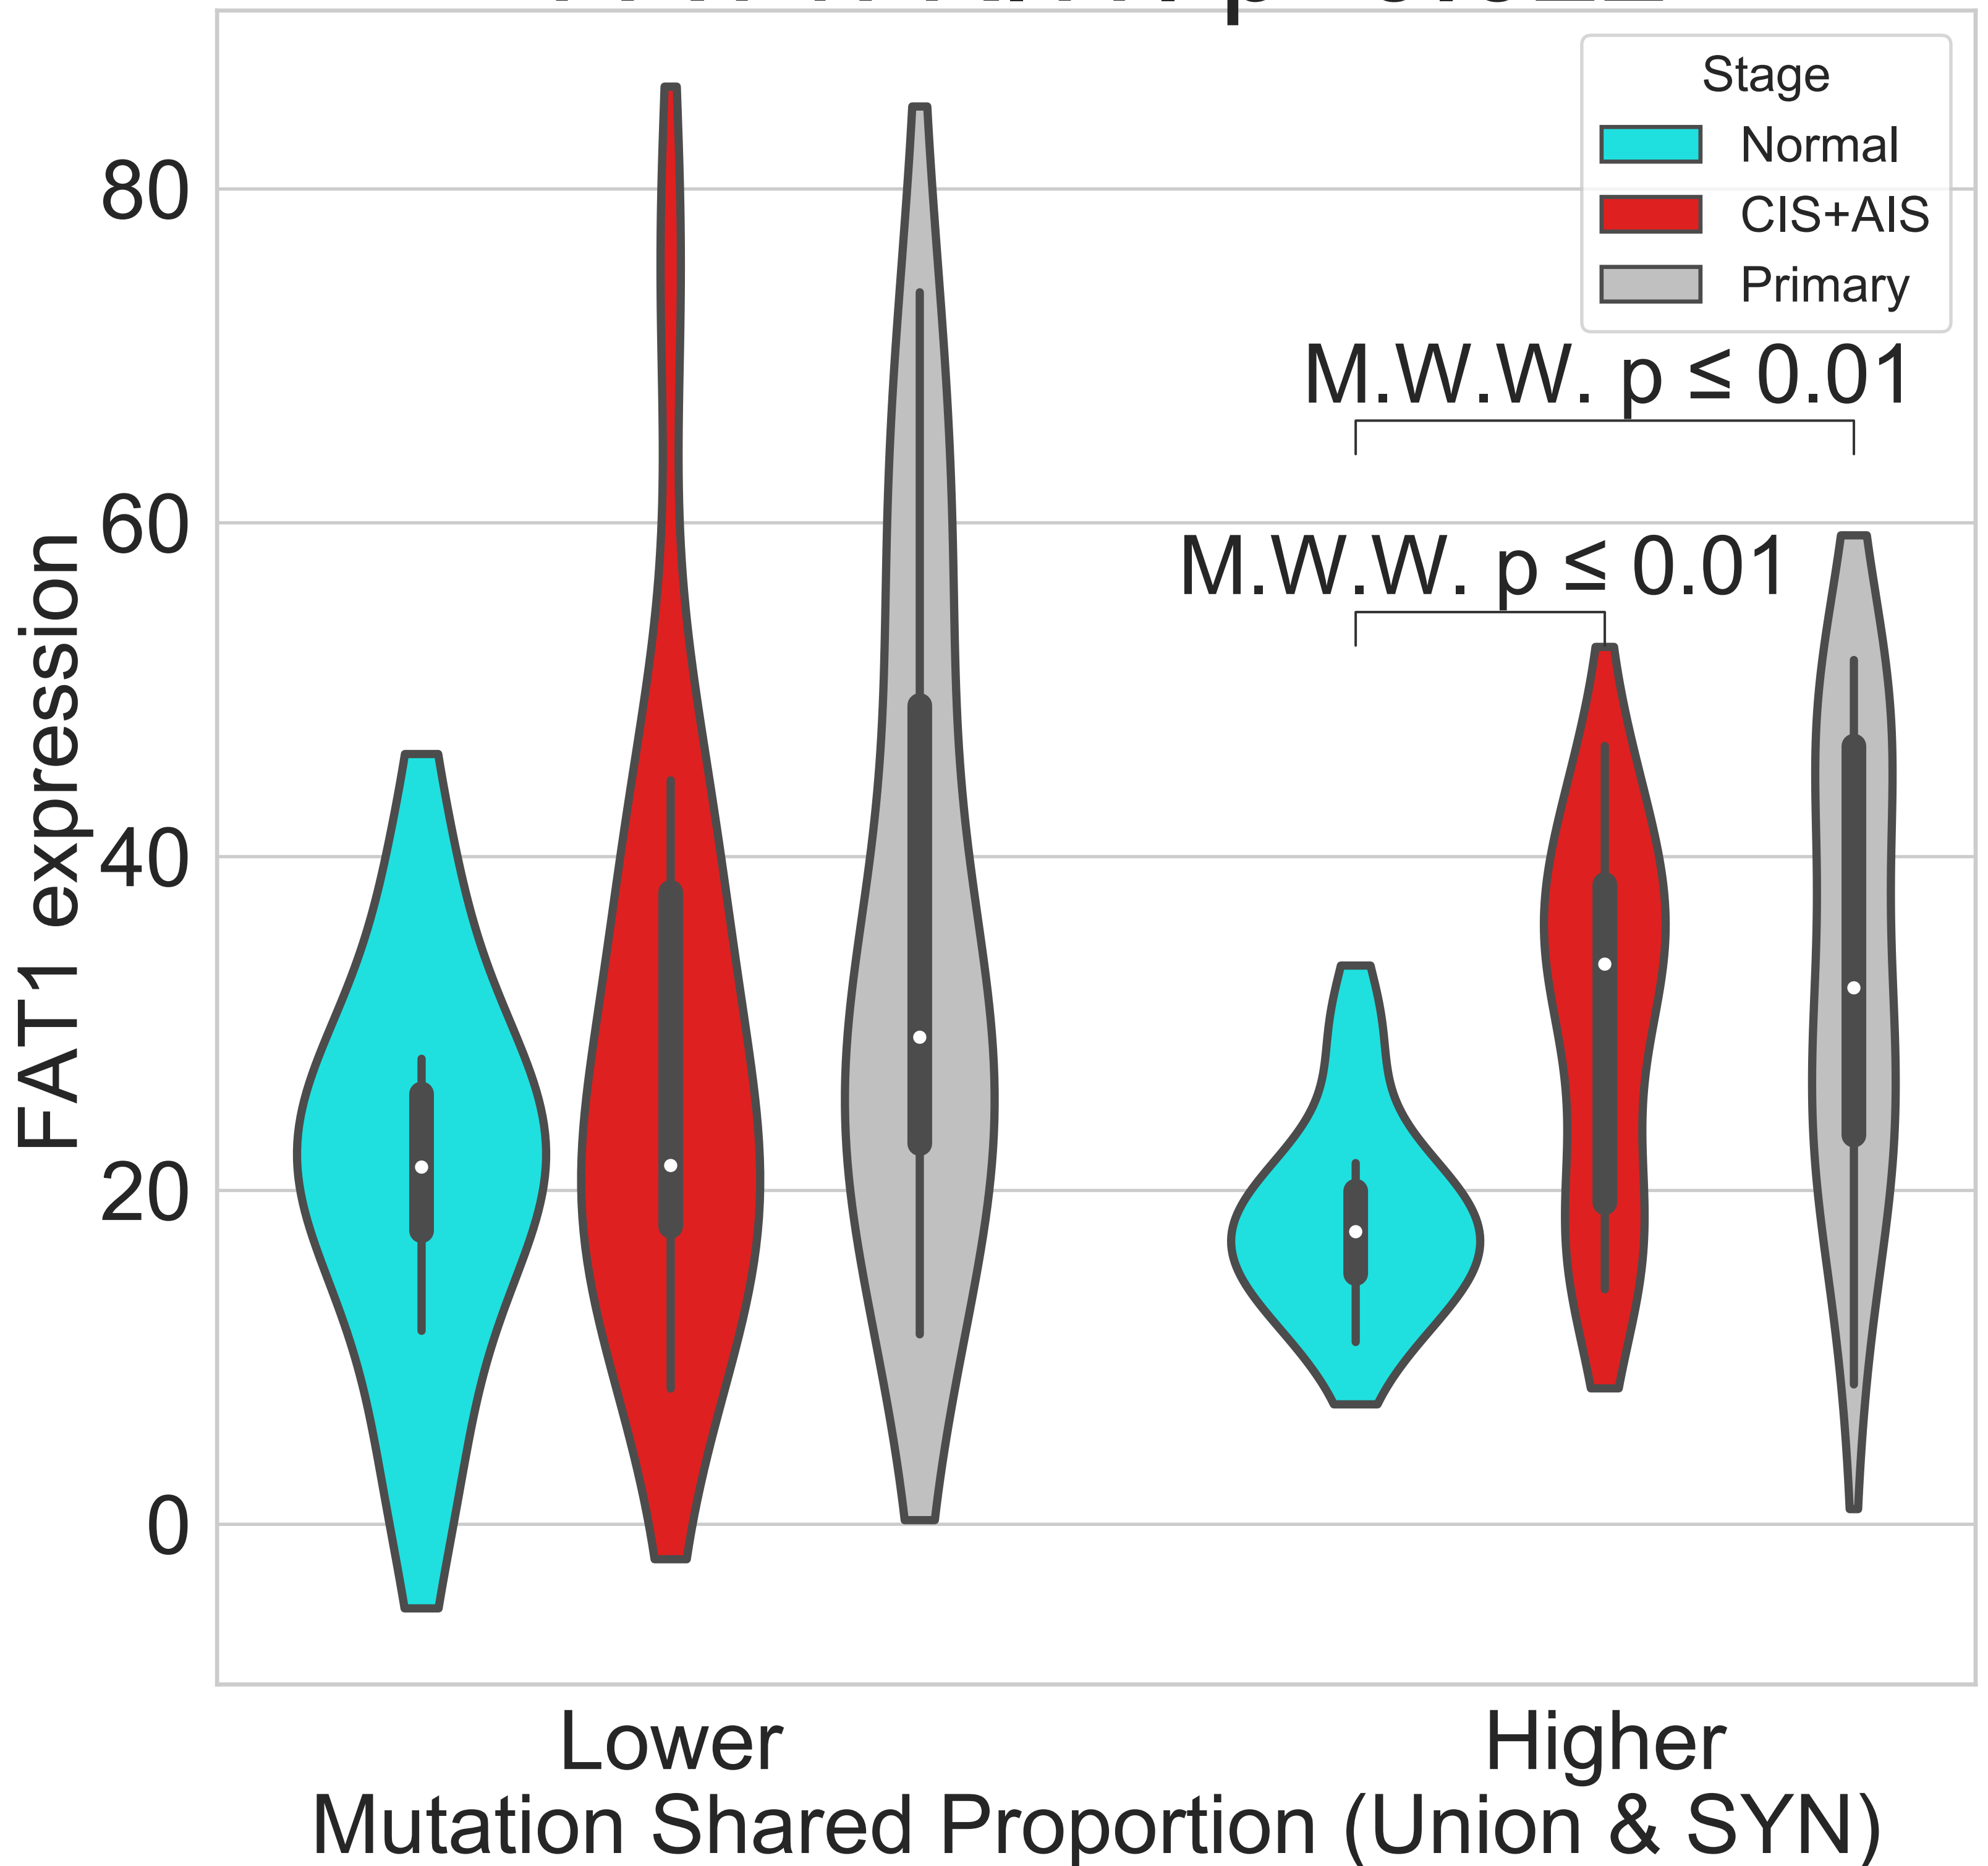 Stage
Normal
CIS+AIS
Primary
M.W.W. p ≤ 0.01
M.W.W. p ≤ 0.01
80
60
40
20
0
FAT1 expression
Lower
Higher
Mutation Shared Proportion (Union & SYN)